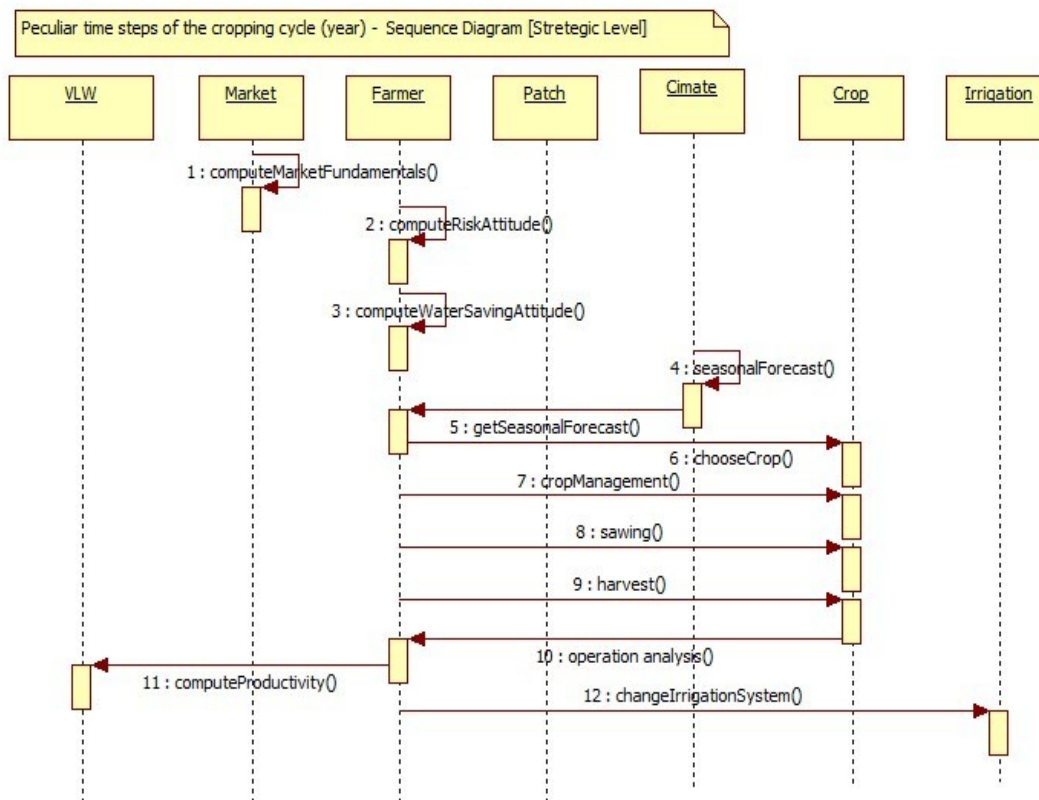 Peculiar time steps of the cropping cycle (year) - Sequence Diagram [Stretegic Level]
VLW
Market
Farmer
Patch
Cimate
Crop
Irrigation
1 : computeMarketFundamentals()
2 : computeRiskAttitude()
3 : computeWaterSavingAttitude()
4 : seasonalForecast()
5 : getSeasonalForecast()
6 : chooseCrop()
7 : cropManagement()
8 : sawing()
9 : harvest()
10 : operation analysis()
11 : computeProductivity()
12 : changeIrrigationSystem()